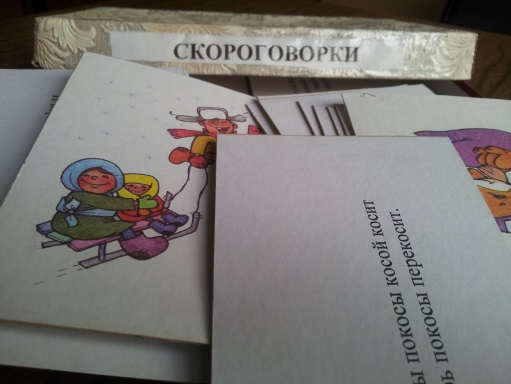 СКОРОГОВОРКИ
покосы косой косит
покосы перекосит.